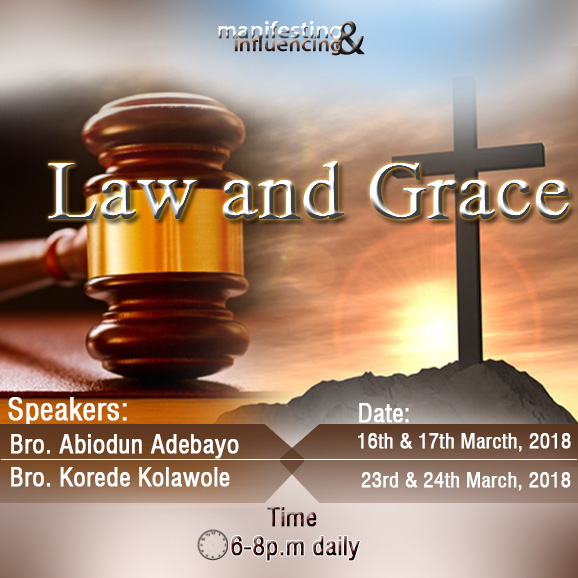 manifesting
& influencing
Law and Grace
Speakers:
Bro. Abiodun Adebayo
Bro. Korede Kolawole
Date:
16th & 17th Marcth, 2018
23rd & 24th March, 2018
Time
6-8p.m daily